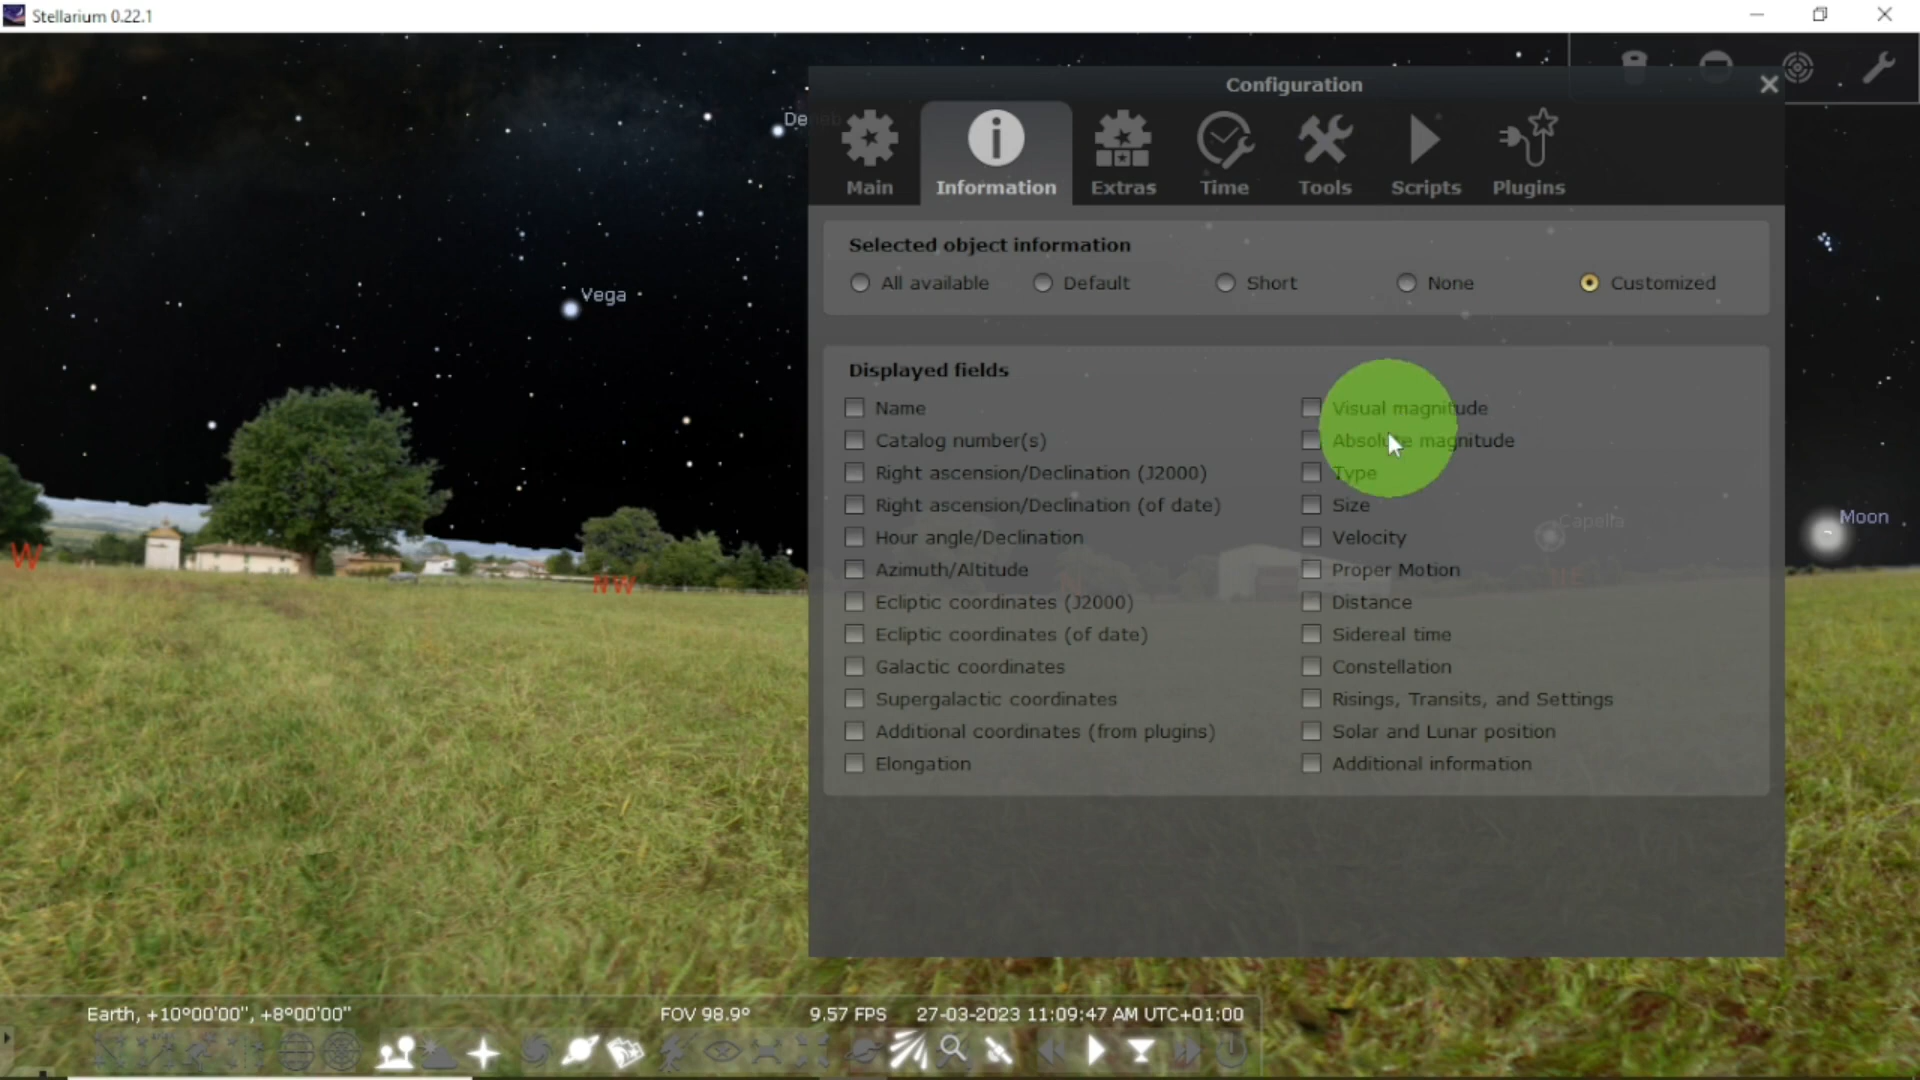 Stellarium 0.22.1
Configuration
Deneb
Main
Information
Extras
Time
Tools
Scripts
Plugins
Selected object information
All available
Default
Short
None
Customized
Vega
Displayed fields
Name
Visual magnitude
Catalog number(s)
Absolute magnitude
Right ascension/Declination (J2000)
Type
Right ascension/Declination (of date)
Size
Hour angle/Declination
Velocity
Azimuth/Altitude
Proper Motion
Ecliptic coordinates (J2000)
Distance
Ecliptic coordinates (of date)
Sidereal time
Galactic coordinates
Constellation
Supergalactic coordinates
Risings, Transits, and Settings
Additional coordinates (from plugins)
Solar and Lunar position
Elongation
Additional information
Capella
Moon
W
NW
N
NE
Earth, +10°00'00", +8°00'00"
FOV 98.9°
9.57 FPS
27-03-2023 11:09:47 AM UTC+01:00